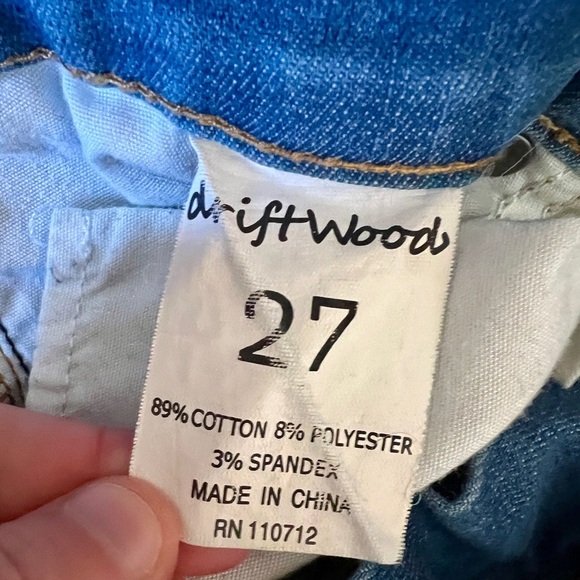 driftwood
27
89% COTTON 8% POLYESTER
3% SPANDEX
MADE IN CHINA
RN 110712